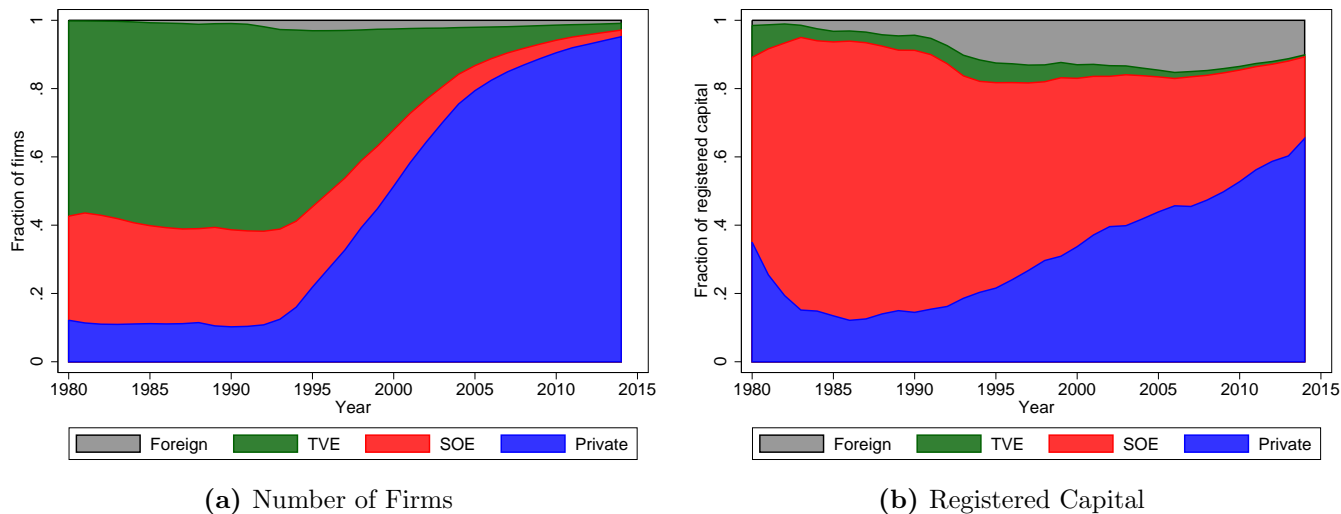 Fraction of firms
1
.8
.6
.4
.2
0
1980 1985 1990 1995 2000 2005 2010 2015
Year
Foreign TVE SOE Private
(a) Number of Firms
Fraction of registered capital
1
.8
.6
.4
.2
0
1980 1985 1990 1995 2000 2005 2010 2015
Year
Foreign TVE SOE Private
(b) Registered Capital